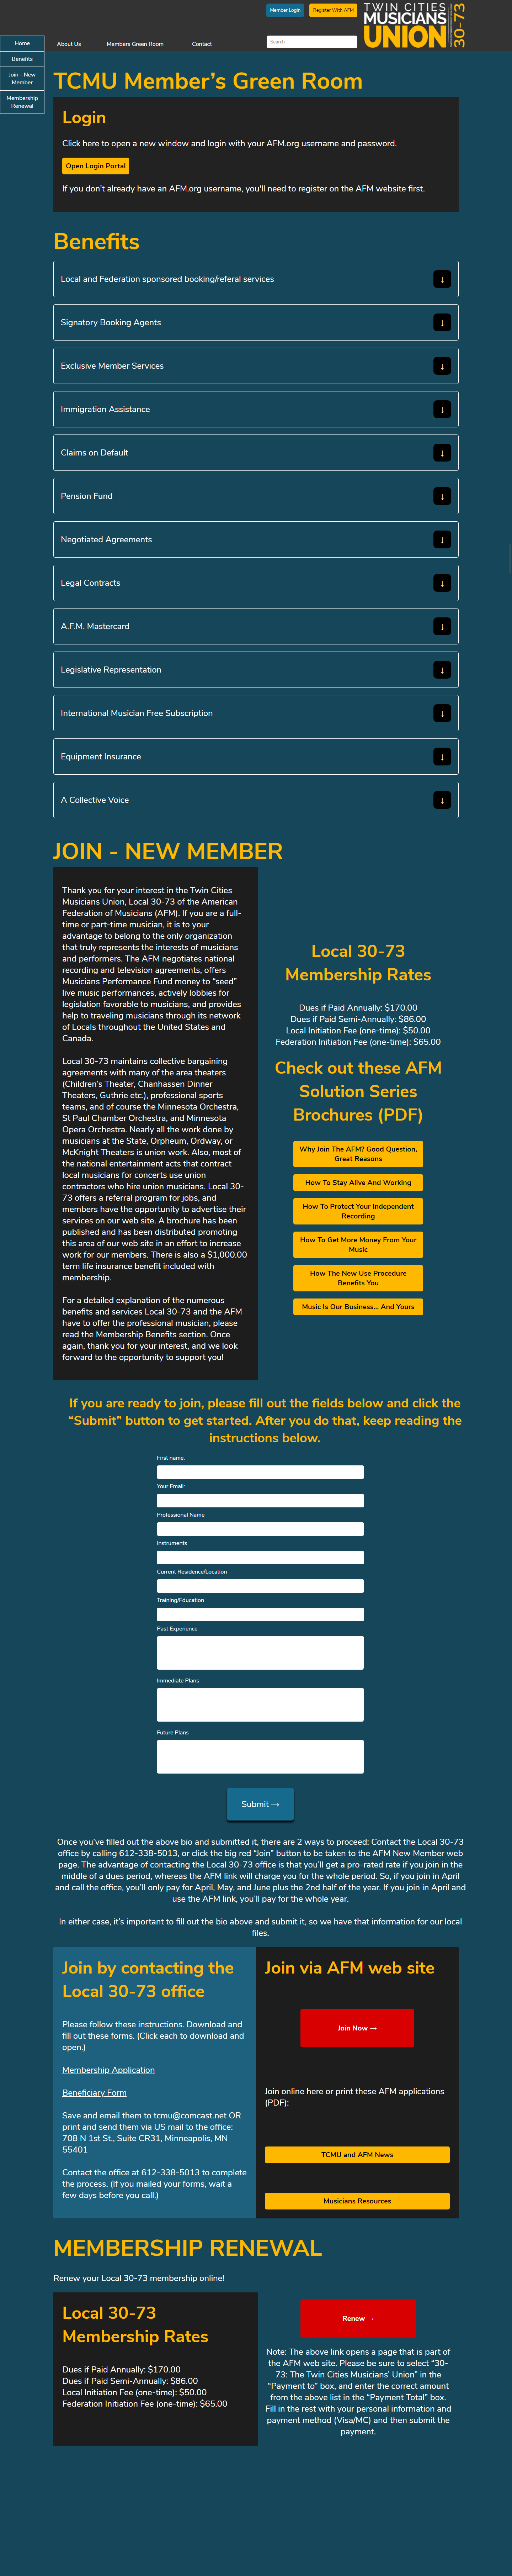 Member Login
Register With AFM
TWIN CITIES
MUSICIANS
UNION
30-73
Home
About Us
Members Green Room
Contact
Search
Benefits
Join - New
Member
Membership
Renewal
TCMU Member’s Green Room
Login
Click here to open a new window and login with your AFM.org username and password.
Open Login Portal
If you don't already have an AFM.org username, you'll need to register on the AFM website first.
Benefits
Local and Federation sponsored booking/referal services
↓
Signatory Booking Agents
↓
Exclusive Member Services
↓
Immigration Assistance
↓
Claims on Default
↓
Pension Fund
↓
Negotiated Agreements
↓
Legal Contracts
↓
A.F.M. Mastercard
↓
Legislative Representation
↓
International Musician Free Subscription
↓
Equipment Insurance
↓
A Collective Voice
↓
JOIN - NEW MEMBER
Thank you for your interest in the Twin Cities
Musicians Union, Local 30-73 of the American
Federation of Musicians (AFM). If you are a full-
time or part-time musician, it is to your
advantage to belong to the only organization
that truly represents the interests of musicians
and performers. The AFM negotiates national
recording and television agreements, offers
Musicians Performance Fund money to “seed”
live music performances, actively lobbies for
legislation favorable to musicians, and provides
help to traveling musicians through its network
of Locals throughout the United States and
Canada.
Local 30-73 maintains collective bargaining
agreements with many of the area theaters
(Children’s Theater, Chanhassen Dinner
Theaters, Guthrie etc.), professional sports
teams, and of course the Minnesota Orchestra,
St Paul Chamber Orchestra, and Minnesota
Opera Orchestra. Nearly all the work done by
musicians at the State, Orpheum, Ordway, or
McKnight Theaters is union work. Also, most of
the national entertainment acts that contract
local musicians for concerts use union
contractors who hire union musicians. Local 30-
73 offers a referral program for jobs, and
members have the opportunity to advertise their
services on our web site. A brochure has been
published and has been distributed promoting
this area of our web site in an effort to increase
work for our members. There is also a $1,000.00
term life insurance benefit included with
membership.
For a detailed explanation of the numerous
benefits and services Local 30-73 and the AFM
have to offer the professional musician, please
read the Membership Benefits section. Once
again, thank you for your interest, and we look
forward to the opportunity to support you!
Local 30-73
Membership Rates
Dues if Paid Annually: $170.00
Dues if Paid Semi-Annually: $86.00
Local Initiation Fee (one-time): $50.00
Federation Initiation Fee (one-time): $65.00
Check out these AFM
Solution Series
Brochures (PDF)
Why Join The AFM? Good Question,
Great Reasons
How To Stay Alive And Working
How To Protect Your Independent
Recording
How To Get More Money From Your
Music
How The New Use Procedure
Benefits You
Music Is Our Business... And Yours
If you are ready to join, please fill out the fields below and click the
“Submit” button to get started. After you do that, keep reading the
instructions below.
First name:
Your Email:
Professional Name
Instruments
Current Residence/Location
Training/Education
Past Experience
Immediate Plans
Future Plans
Submit →
Once you’ve filled out the above bio and submitted it, there are 2 ways to proceed: Contact the Local 30-73
office by calling 612-338-5013, or click the big red “Join” button to be taken to the AFM New Member web
page. The advantage of contacting the Local 30-73 office is that you’ll get a pro-rated rate if you join in the
middle of a dues period, whereas the AFM link will charge you for the whole period. So, if you join in April
and call the office, you’ll only pay for April, May, and June plus the 2nd half of the year. If you join in April and
use the AFM link, you’ll pay for the whole year.
In either case, it’s important to fill out the bio above and submit it, so we have that information for our local
files.
Join by contacting the
Local 30-73 office
Please follow these instructions. Download and
fill out these forms. (Click each to download and
open.)
Membership Application
Beneficiary Form
Save and email them to tcmu@comcast.net OR
print and send them via US mail to the office:
708 N 1st St., Suite CR31, Minneapolis, MN
55401
Contact the office at 612-338-5013 to complete
the process. (If you mailed your forms, wait a
few days before you call.)
Join via AFM web site
Join Now →
Join online here or print these AFM applications
(PDF):
TCMU and AFM News
Musicians Resources
MEMBERSHIP RENEWAL
Renew your Local 30-73 membership online!
Local 30-73
Membership Rates
Dues if Paid Annually: $170.00
Dues if Paid Semi-Annually: $86.00
Local Initiation Fee (one-time): $50.00
Federation Initiation Fee (one-time): $65.00
Renew →
Note: The above link opens a page that is part of
the AFM web site. Please be sure to select “30-
73: The Twin Cities Musicians’ Union” in the
“Payment to” box, and enter the correct amount
from the above list in the “Payment Total” box.
Fill in the rest with your personal information and
payment method (Visa/MC) and then submit the
payment.